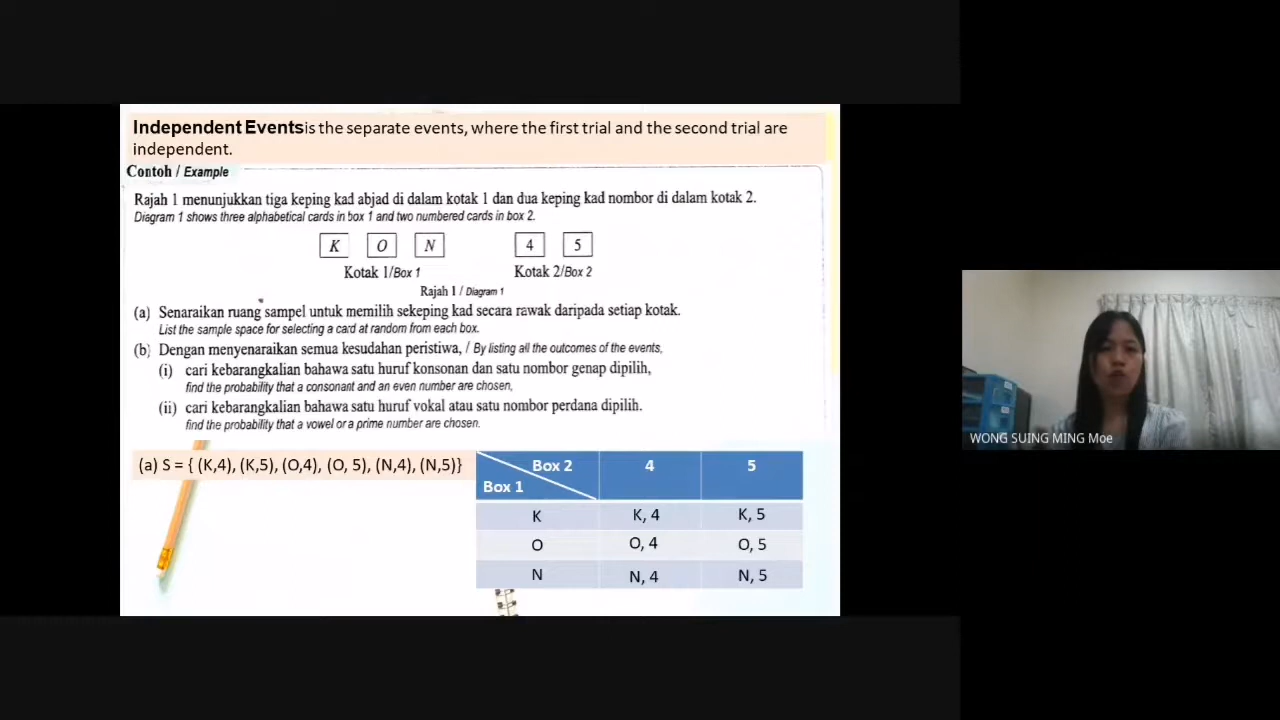 Independent Events is the separate events, where the first trial and the second trial are
independent.
Contoh / Example
Rajah 1 menunjukkan tiga keping kad abjad di dalam kotak 1 dan dua keping kad nombor di dalam kotak 2.
Diagram 1 shows three alphabetical cards in box 1 and two numbered cards in box 2.
K O N 4 5
Kotak 1/Box 1 Kotak 2/Box 2
Rajah 1 / Diagram 1
(a) Senaraikan ruang sampel untuk memilih sekeping kad secara rawak daripada setiap kotak.
List the sample space for selecting a card at random from each box.
(b) Dengan menyenaraikan semua kesudahan peristiwa, / By listing all the outcomes of the events,
(i) cari kebarangkalian bahawa satu huruf konsonan dan satu nombor genap dipilih,
find the probability that a consonant and an even number are chosen,
(ii) cari kebarangkalian bahawa satu huruf vokal atau satu nombor perdana dipilih.
find the probability that a vowel or a prime number are chosen.
(a) S = { (K,4), (K,5), (O,4), (O, 5), (N,4), (N,5)}
Box 2 4 5
Box 1
K K, 4 K, 5
O O, 4 O, 5
N N, 4 N, 5
WONG SUING MING Moe